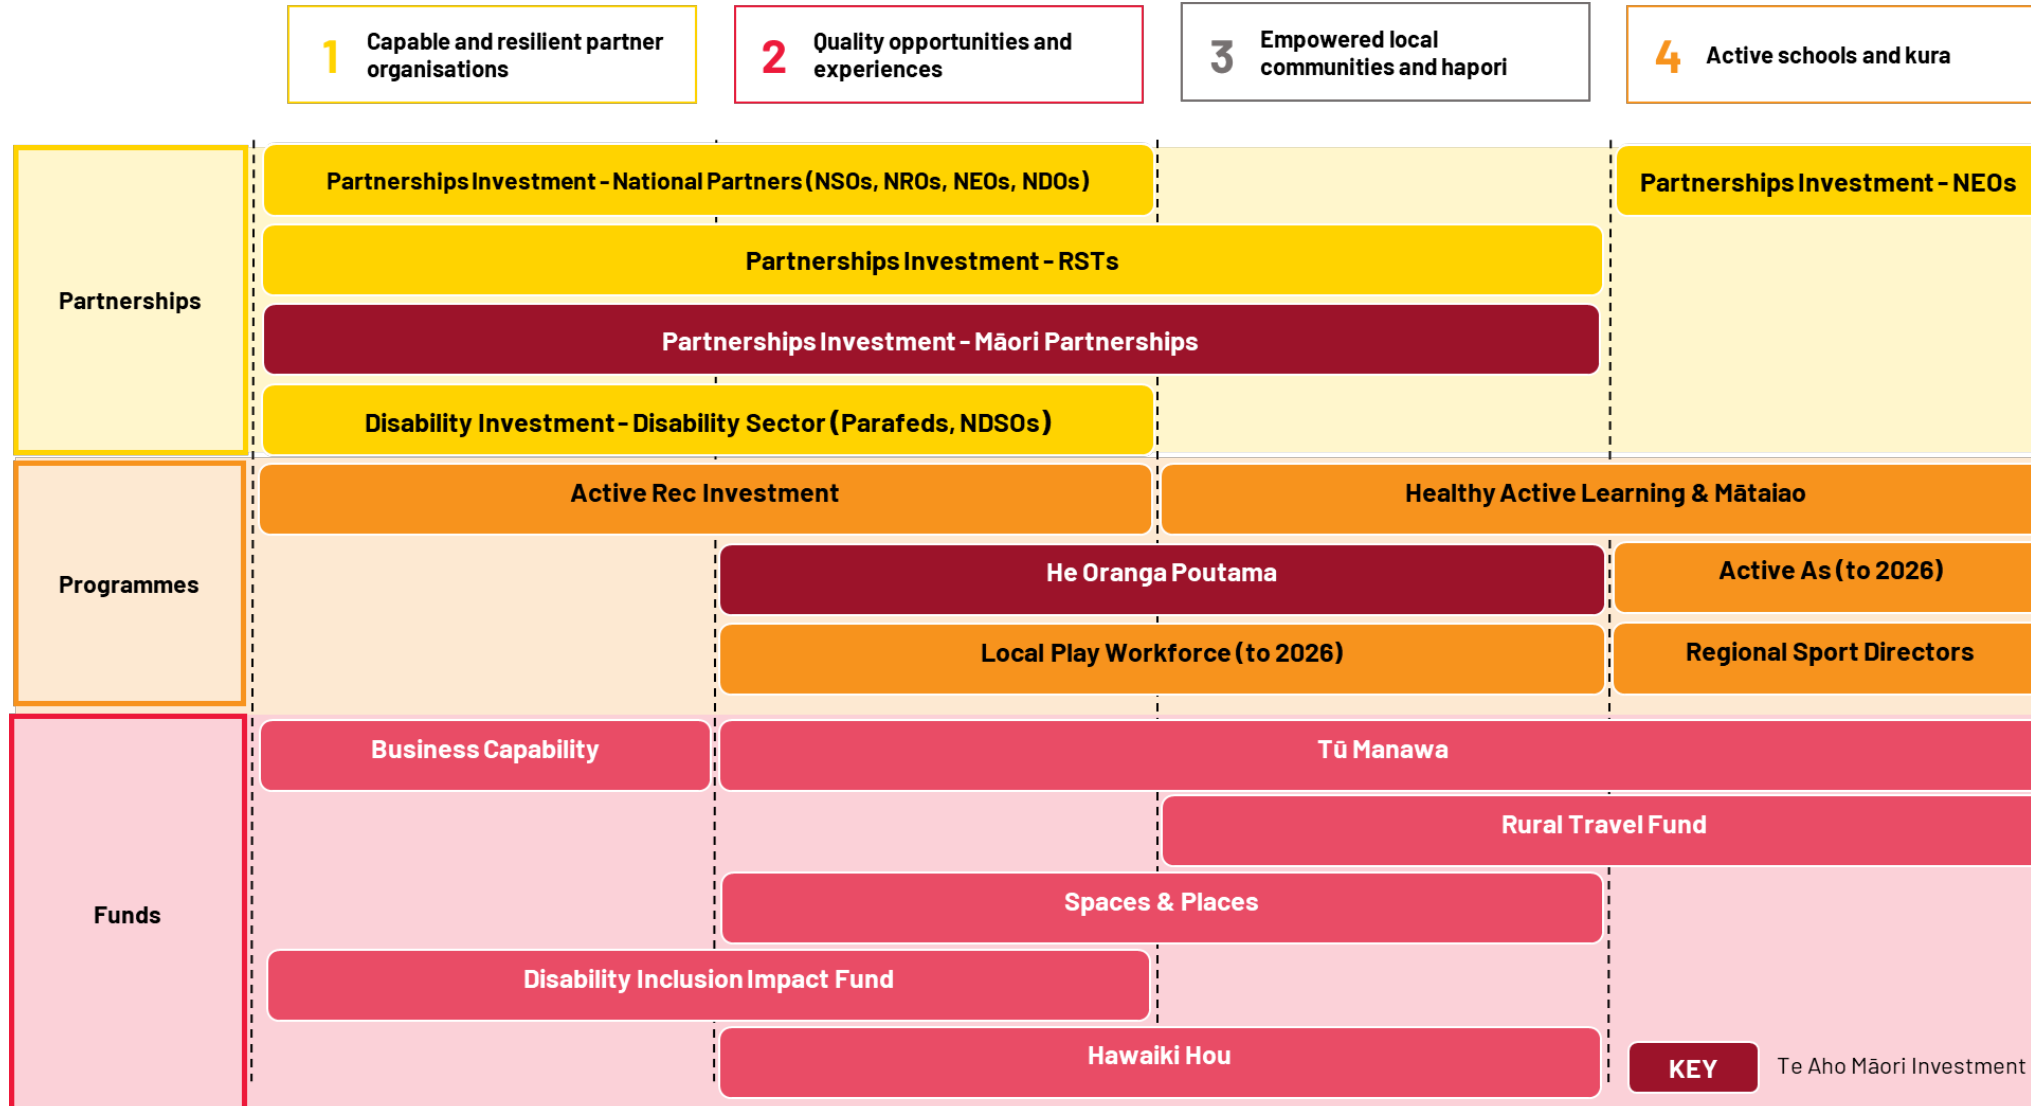 1
Capable and resilient partner
organisations
2
Quality opportunities and
experiences
3
Empowered local
communities and hapori
4
Active schools and kura
Partnerships
Partnerships Investment - National Partners (NSOs, NROs, NEOs, NDOs)
Partnerships Investment - NEOs
Partnerships Investment - RSTs
Partnerships Investment - Māori Partnerships
Disability Investment - Disability Sector (Parafeds, NDSOs)
Programmes
Active Rec Investment
Healthy Active Learning & Mātaiao
He Oranga Poutama
Active As (to 2026)
Local Play Workforce (to 2026)
Regional Sport Directors
Funds
Business Capability
Tū Manawa
Rural Travel Fund
Spaces & Places
Disability Inclusion Impact Fund
Hawaiki Hou
KEY
Te Aho Māori Investment